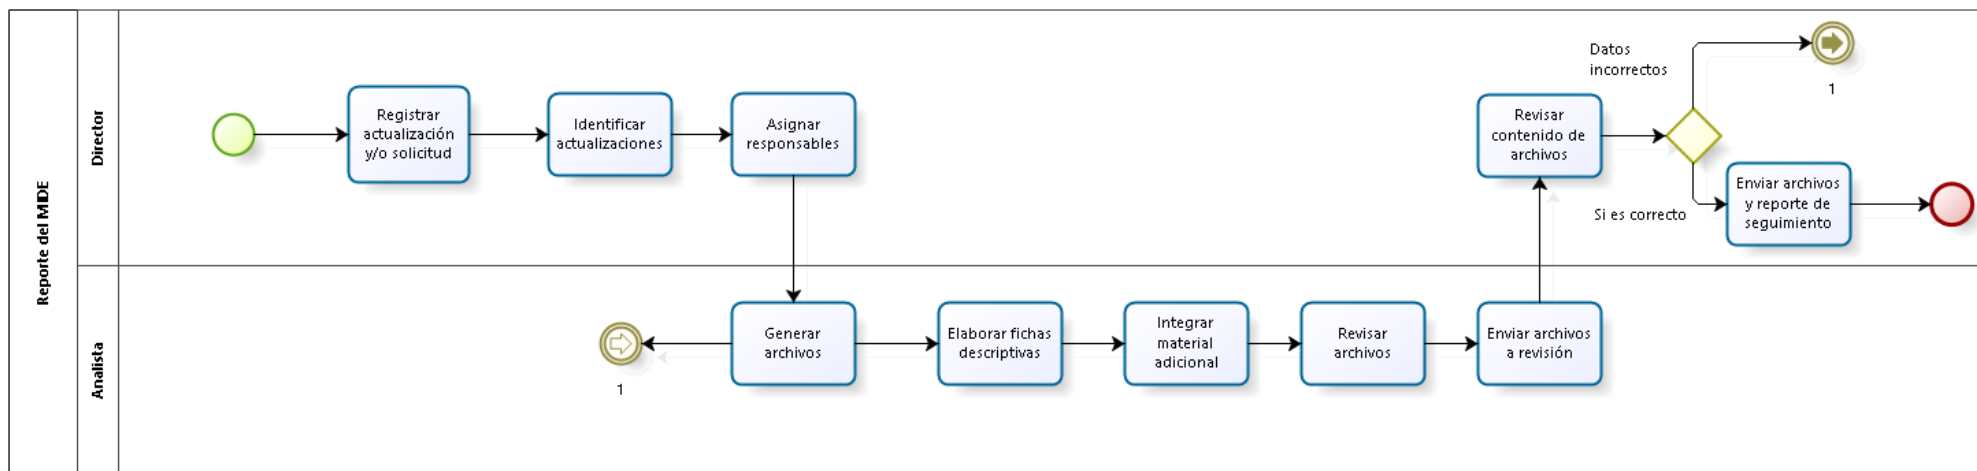 Reporte del MIDE
Director
Analista
Registrar
actualización
y/o solicitud
Identificar
actualizaciones
Asignar
responsables
Revisar
contenido de
archivos
Datos
incorrectos
1
Si es correcto
Enviar archivos
y reporte de
seguimiento
1
Generar
archivos
Elaborar fichas
descriptivas
Integrar
material
adicional
Revisar
archivos
Enviar archivos
a revisión